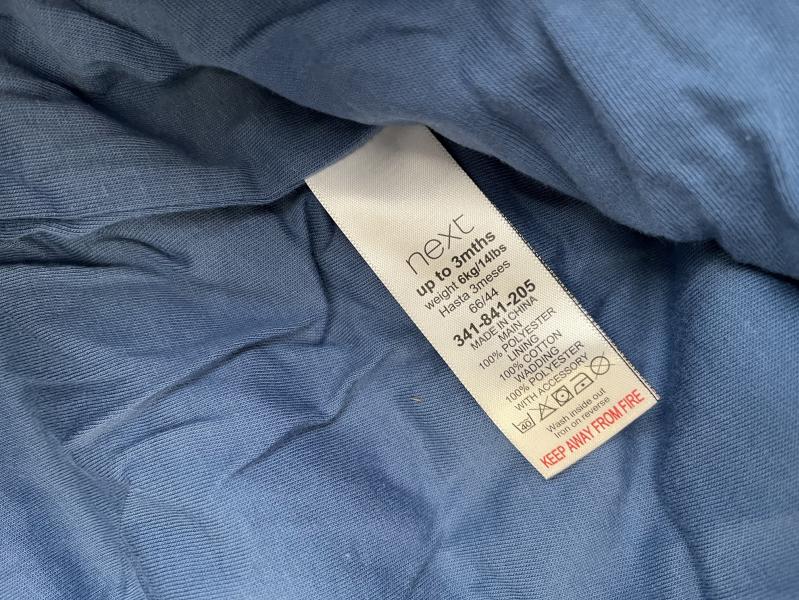 next
up to 3mths
weight 6kg/14lbs
Hasta 3meses
66/44
341-841-205
MADE IN CHINA
MAIN
100% POLYESTER
LINING
100% COTTON
WADDING
100% POLYESTER
WITH ACCESSORY
40
Wash inside out
Iron on reverse
KEEP AWAY FROM FIRE